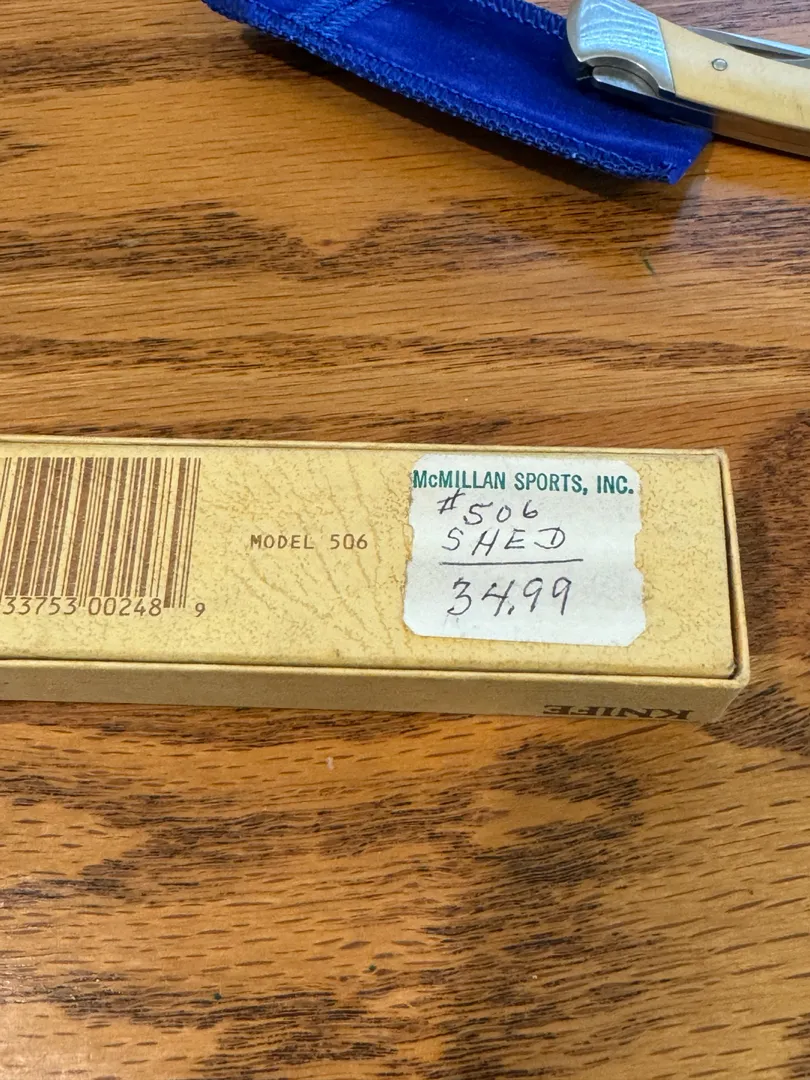 McMILLAN SPORTS, INC.
#506
SHED
34.99
MODEL 506
33753 00248 9
KNIFE